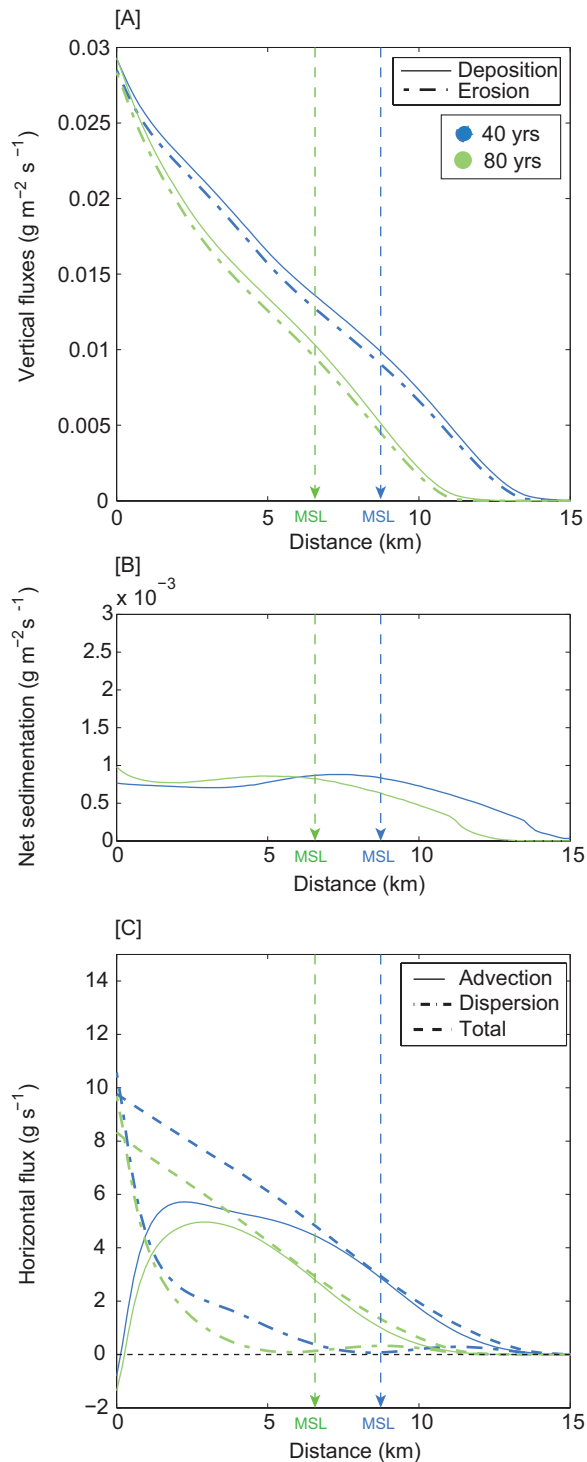 [A]
0.03
0.025
0.02
0.015
0.01
0.005
0
Vertical fluxes (g m−2 s−1)
Deposition
Erosion
40 yrs
80 yrs
0 5 10 15
MSL MSL
Distance (km)
[B]
x 10−3
3
2.5
2
1.5
1
0.5
0
Net sedimentation (g m−2s-1)
0 5 10 15
MSL MSL
Distance (km)
[C]
14
12
10
8
6
4
2
0
−2
Horizontal flux (g s−1)
Advection
Dispersion
Total
0 5 10 15
MSL MSL
Distance (km)